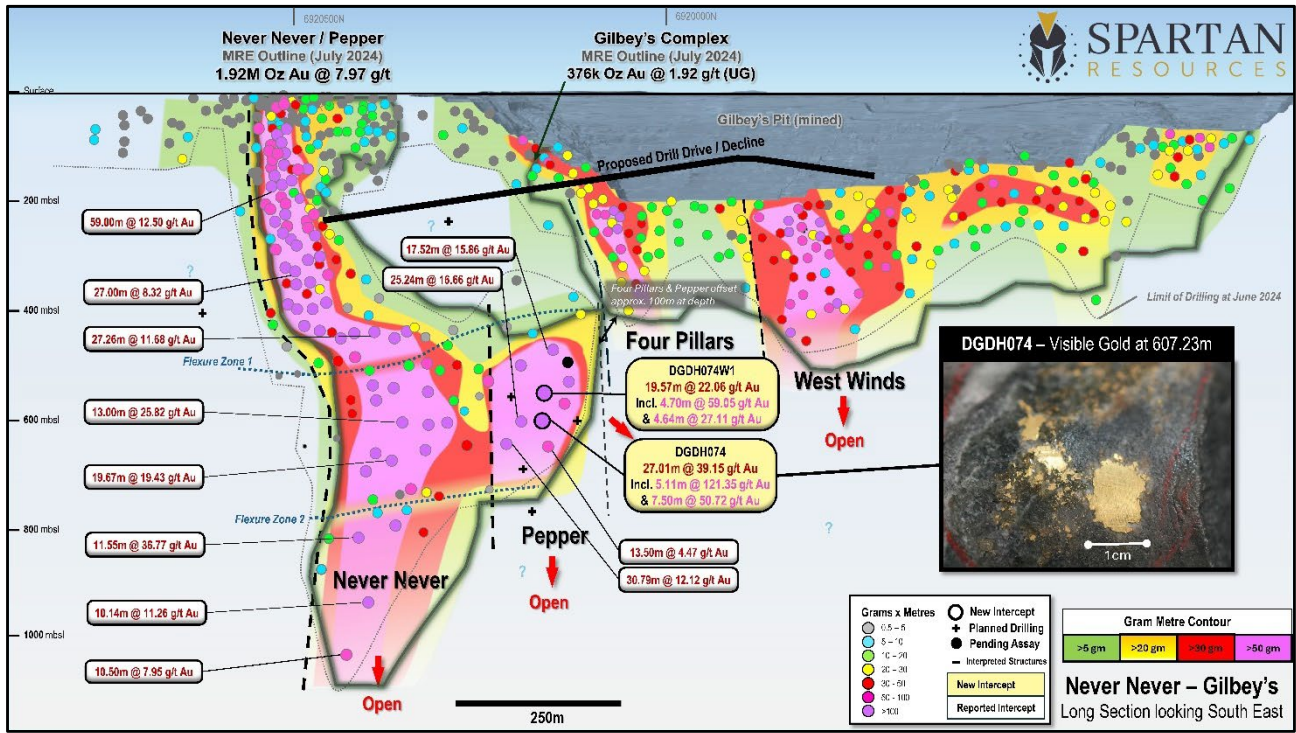 6920500N
6920000N
Never Never / Pepper
MRE Outline (July 2024)
1.92M Oz Au @ 7.97 g/t
Gilbey's Complex
MRE Outline (July 2024)
376k Oz Au @ 1.92 g/t (UG)
SPARTAN
RESOURCES
Surface
Gilbey's Pit (mined)
Proposed Drill Drive / Decline
200 mbsl
59.00m @ 12.50 g/t Au
?
17.52m @ 15.86 g/t Au
25.24m @ 16.66 g/t Au
?
27.00m @ 8.32 g/t Au
Four Pillars & Pepper offset
approx. 100m at depth
Limit of Drilling at June 2024
400 mbsl
27.26m @ 11.68 g/t Au
Flexure Zone 1
Four Pillars
West Winds
Open
DGDH074W1
19.57m @ 22.06 g/t Au
Incl. 4.70m @ 59.05 g/t Au
& 4.64m @ 27.11 g/t Au
DGDH074 – Visible Gold at 607.23m
1cm
13.00m @ 25.82 g/t Au
600 mbsl
DGDH074
27.01m @ 39.15 g/t Au
Incl. 5.11m @ 121.35 g/t Au
& 7.50m @ 50.72 g/t Au
19.67m @ 19.43 g/t Au
Flexure Zone 2
800 mbsl
11.55m @ 36.77 g/t Au
Pepper
Open
?
?
13.50m @ 4.47 g/t Au
30.79m @ 12.12 g/t Au
Never Never
10.14m @ 11.26 g/t Au
1000 mbsl
10.50m @ 7.95 g/t Au
Open
250m
Grams x Metres
0.5 – 5
5 – 10
10 – 20
20 – 30
30 - 50
50 - 100
>100
New Intercept
Planned Drilling
Pending Assay
Interpreted Structures
New Intercept
Reported Intercept
Gram Metre Contour
>5 gm >20 gm >30 gm >50 gm
Never Never – Gilbey's
Long Section looking South East